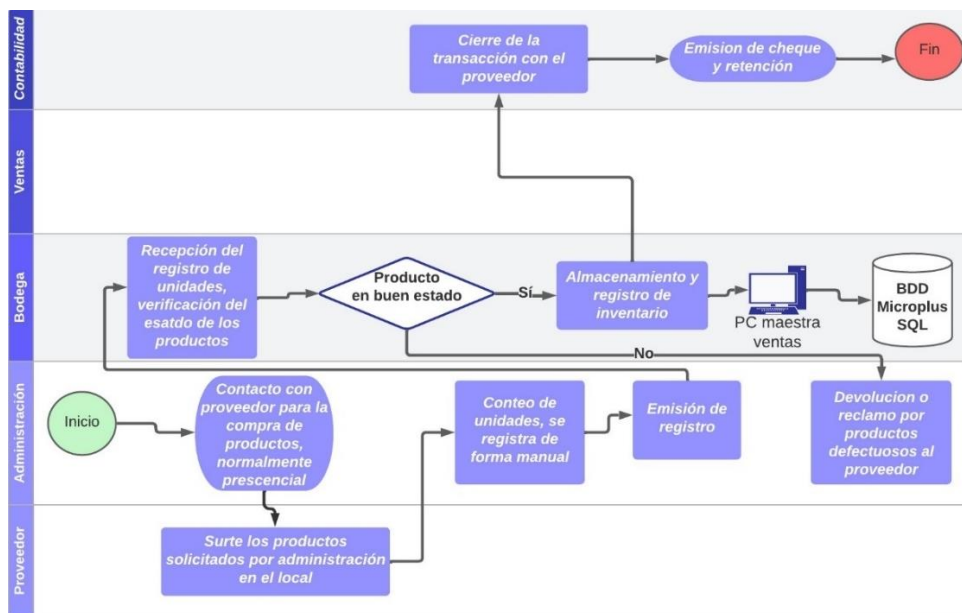 Contabilidad
Cierre de la
transacción con el
proveedor
Emision de cheque
y retención
Fin
Ventas
Bodega
Recepción del
registro de
unidades,
verificación del
esatdo de los
productos
Producto
en buen estado
Sí
Almacenamiento y
registro de
inventario
PC maestra
ventas
BDD
Microplus
SQL
No
Administración
Inicio
Contacto con
proveedor para la
compra de
productos,
normalmente
prescencial
Conteo de
unidades, se
registra de
forma manual
Emisión de
registro
Devolucion o
reclamo por
productos
defectuosos al
proveedor
Proveedor
Surte los productos
solicitados por administración
en el local